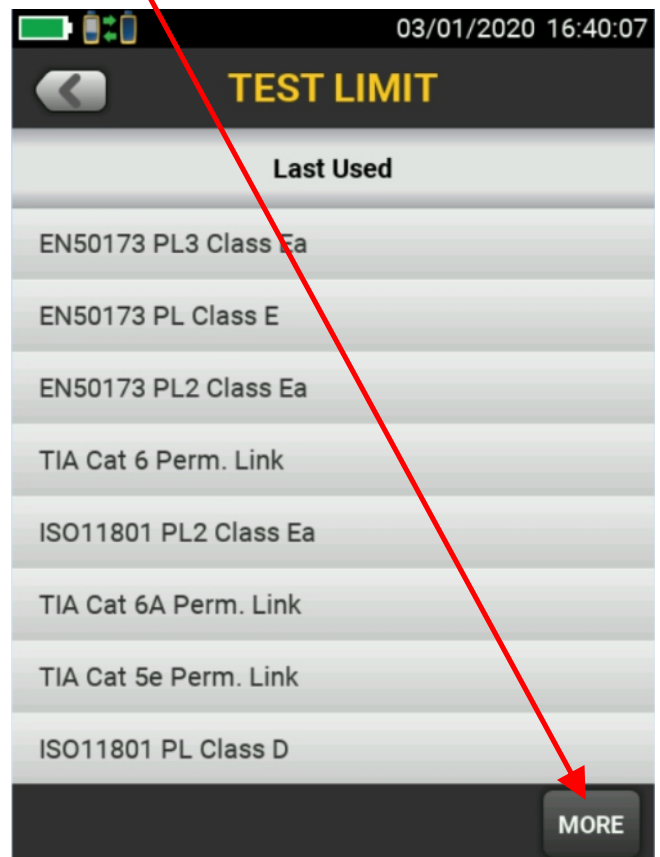 03/01/2020 16:40:07
TEST LIMIT
Last Used
EN50173 PL3 Class Ea
EN50173 PL Class E
EN50173 PL2 Class Ea
TIA Cat 6 Perm. Link
ISO11801 PL2 Class Ea
TIA Cat 6A Perm. Link
TIA Cat 5e Perm. Link
ISO11801 PL Class D
MORE